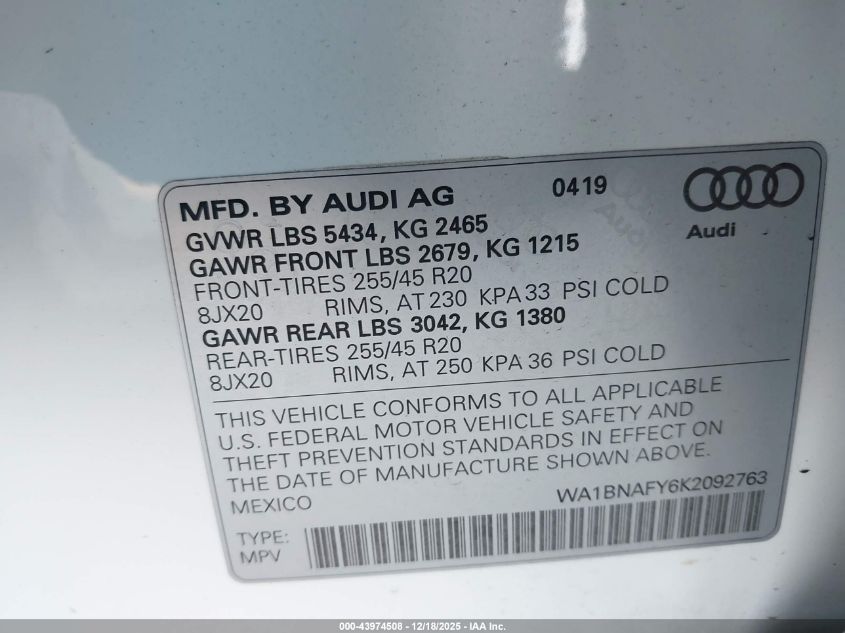 MFD. BY AUDI AG 0419
Audi
GVWR LBS 5434, KG 2465
GAWR FRONT LBS 2679, KG 1215
FRONT-TIRES 255/45 R20
8JX20 RIMS, AT 230 KPA 33 PSI COLD
GAWR REAR LBS 3042, KG 1380
REAR-TIRES 255/45 R20
8JX20 RIMS, AT 250 KPA 36 PSI COLD
THIS VEHICLE CONFORMS TO ALL APPLICABLE
U.S. FEDERAL MOTOR VEHICLE SAFETY AND
THEFT PREVENTION STANDARDS IN EFFECT ON
THE DATE OF MANUFACTURE SHOWN ABOVE.
MEXICO WA1BNAFY6K2092763
TYPE:
MPV
000-43974508 - 12/18/2025 - IAA Inc.